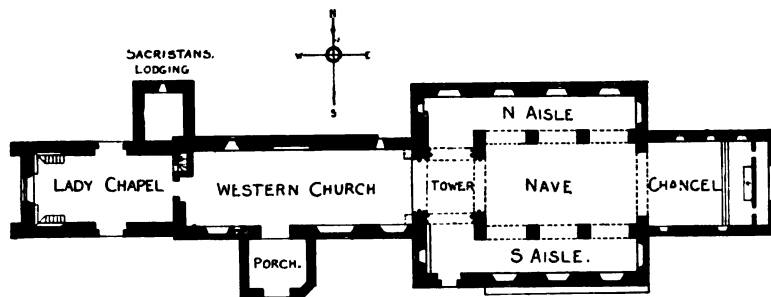 N
W E
S
SACRISTANS.
LODGING
N AISLE
LADY CHAPEL
WESTERN CHURCH
TOWER
NAVE
CHANCEL
PORCH.
S AISLE.